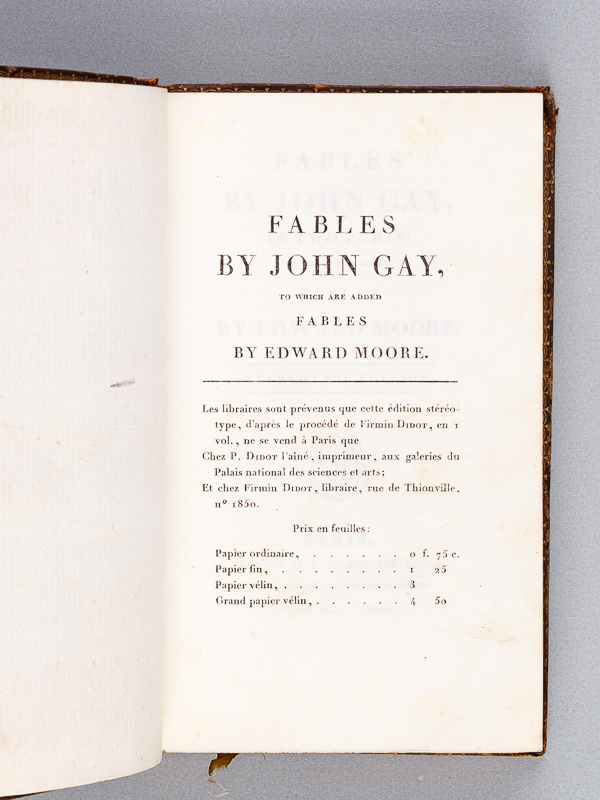 FABLES
BY JOHN GAY,
TO WHICH ARE ADDED
FABLES
BY EDWARD MOORE.
Les libraires sont prévenus que cette édition stéréo-
type, d'après le procédé de Firmin Didot, en 1
vol., ne se vend à Paris que
Chez P. Didot l'aîné, imprimeur, aux galeries du
Palais national des sciences et arts;
Et chez Firmin Didot, libraire, rue de Thionville,
nº 1850.
Prix en feuilles:
Papier ordinaire, . . . . . . . 0 f. 75 c.
Papier fin, . . . . . . . . . 1 25
Papier vélin, . . . . . . . . 3
Grand papier vélin, . . . . . . 4 50